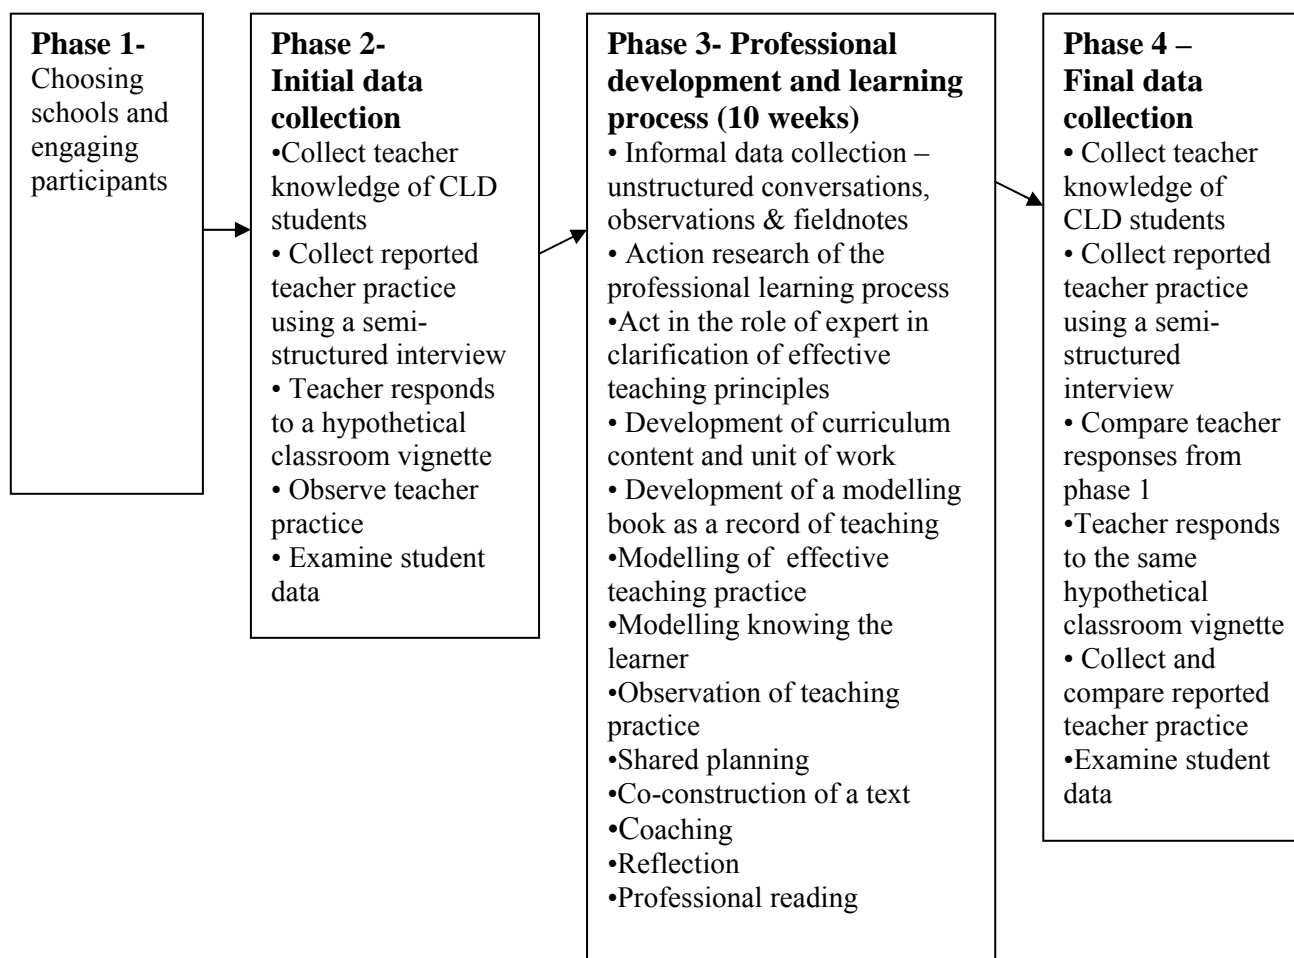 Phase 1-
Choosing
schools and
engaging
participants
Phase 2-
Initial data
collection
•Collect teacher
knowledge of CLD
students
• Collect reported
teacher practice
using a semi-
structured interview
• Teacher responds
to a hypothetical
classroom vignette
• Observe teacher
practice
• Examine student
data
Phase 3- Professional
development and learning
process (10 weeks)
• Informal data collection –
unstructured conversations,
observations & fieldnotes
• Action research of the
professional learning process
•Act in the role of expert in
clarification of effective
teaching principles
• Development of curriculum
content and unit of work
• Development of a modelling
book as a record of teaching
•Modelling of  effective
teaching practice
•Modelling knowing the
learner
•Observation of teaching
practice
•Shared planning
•Co-construction of a text
•Coaching
•Reflection
•Professional reading
Phase 4 –
Final data
collection
• Collect teacher
knowledge of
CLD students
• Collect reported
teacher practice
using a semi-
structured
interview
• Compare teacher
responses from
phase 1
•Teacher responds
to the same
hypothetical
classroom vignette
• Collect and
compare reported
teacher practice
•Examine student
data